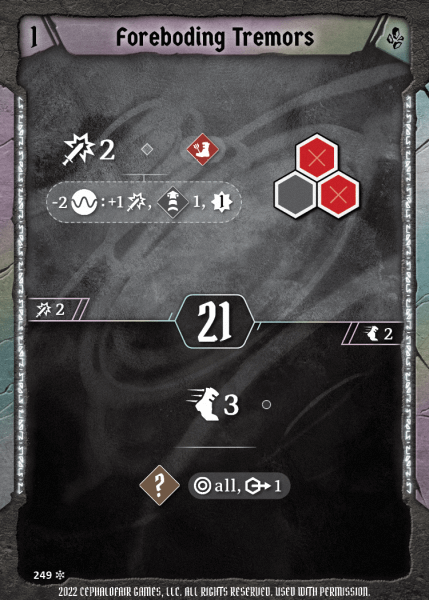 1 Foreboding Tremors
2
-2 : +1 , 1, 1
2
21
2
3
? all, 1
249
2022 CEPHALOFAIR GAMES, LLC. ALL RIGHTS RESERVED. USED WITH PERMISSION.